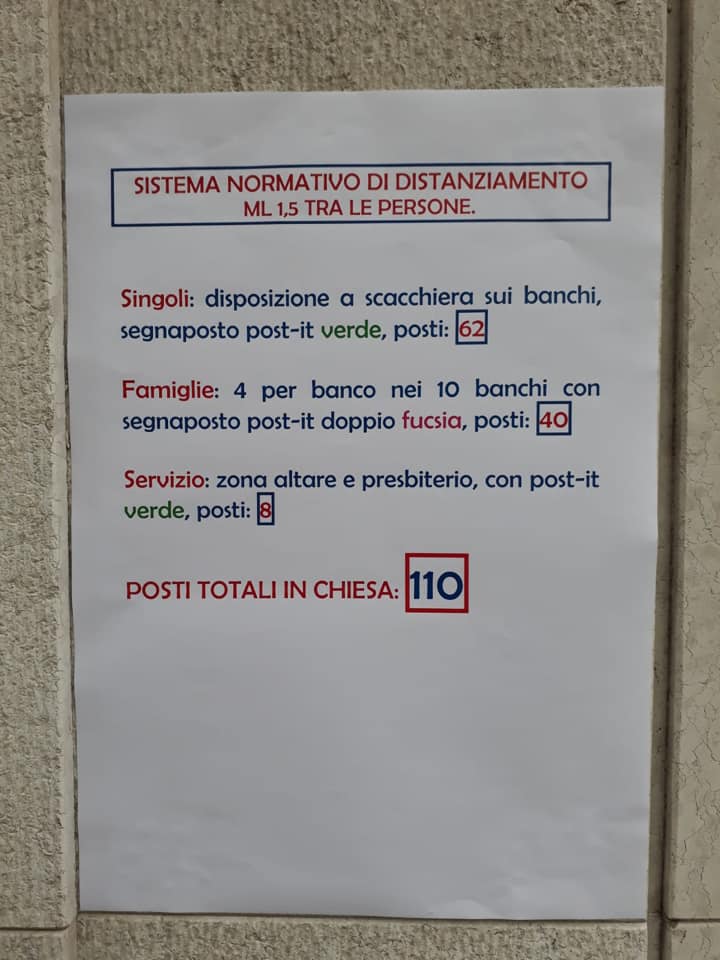 SISTEMA NORMATIVO DI DISTANZIAMENTO
ML 1,5 TRA LE PERSONE.
Singoli: disposizione a scacchiera sui banchi,
segnaposto post-it verde, posti: 62
Famiglie: 4 per banco nei 10 banchi con
segnaposto post-it doppio fucsia, posti: 40
Servizio: zona altare e presbiterio, con post-it
verde, posti: 8
POSTI TOTALI IN CHIESA: 110